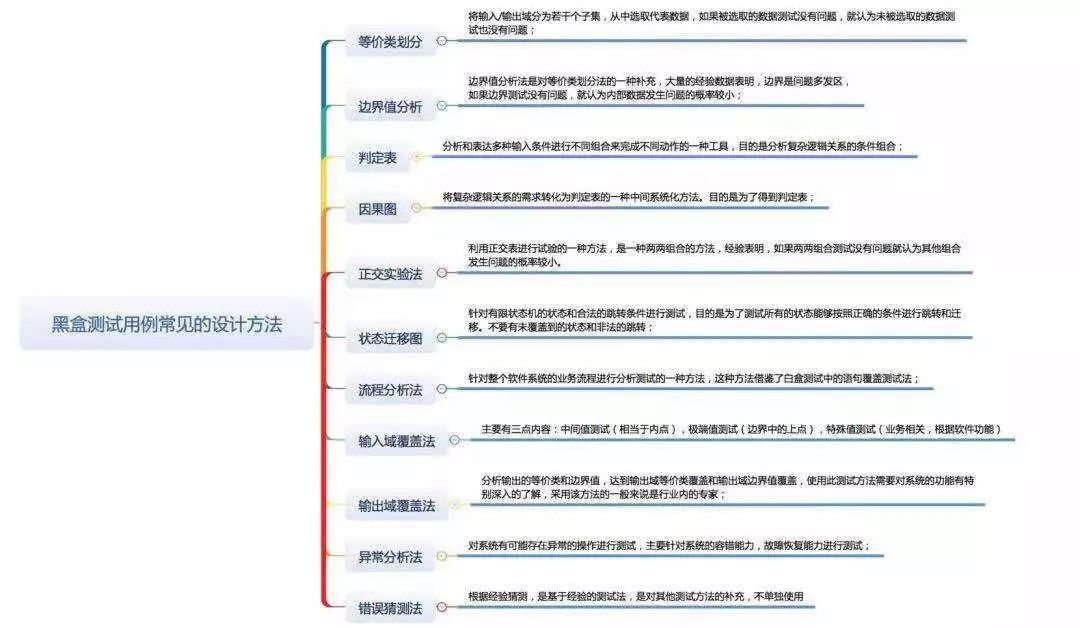 黑盒测试用例常见的设计方法
等价类划分
将输入/输出域分为若干个子集，从中选取代表数据，如果被选取的数据测试没有问题，就认为未被选取的数据测
试也没有问题；
边界值分析
边界值分析法是对等价类划分法的一种补充，大量的经验数据表明，边界是问题多发区，
如果边界测试没有问题，就认为内部数据发生问题的概率较小；
判定表
分析和表达多种输入条件进行不同组合来完成不同动作的一种工具，目的是分析复杂逻辑关系的条件组合；
因果图
将复杂逻辑关系的需求转化为判定表的一种中间系统化方法。目的是为了得到判定表；
正交实验法
利用正交表进行试验的一种方法，是一种两两组合的方法，经验表明，如果两两组合测试没有问题就认为其他组合
发生问题的概率较小。
状态迁移图
针对有限状态机的状态和合法的跳转条件进行测试，目的是为了测试所有的状态能够按照正确的条件进行跳转和迁
移。不要有未覆盖到的状态和非法的跳转；
流程分析法
针对整个软件系统的业务流程进行分析测试的一种方法，这种方法借鉴了白盒测试中的语句覆盖测试法；
输入域覆盖法
主要有三点内容：中间值测试（相当于内点），极端值测试（边界中的上点），特殊值测试（业务相关，根据软件功能）
输出域覆盖法
分析输出的等价类和边界值，达到输出域等价类覆盖和输出域边界值覆盖，使用此测试方法需要对系统的功能有特
别深入的了解，采用该方法的一般来说是行业内的专家；
异常分析法
对系统有可能存在异常的操作进行测试，主要针对系统的容错能力，故障恢复能力进行测试；
错误猜测法
根据经验猜测，是基于经验的测试法，是对其他测试方法的补充，不单独使用